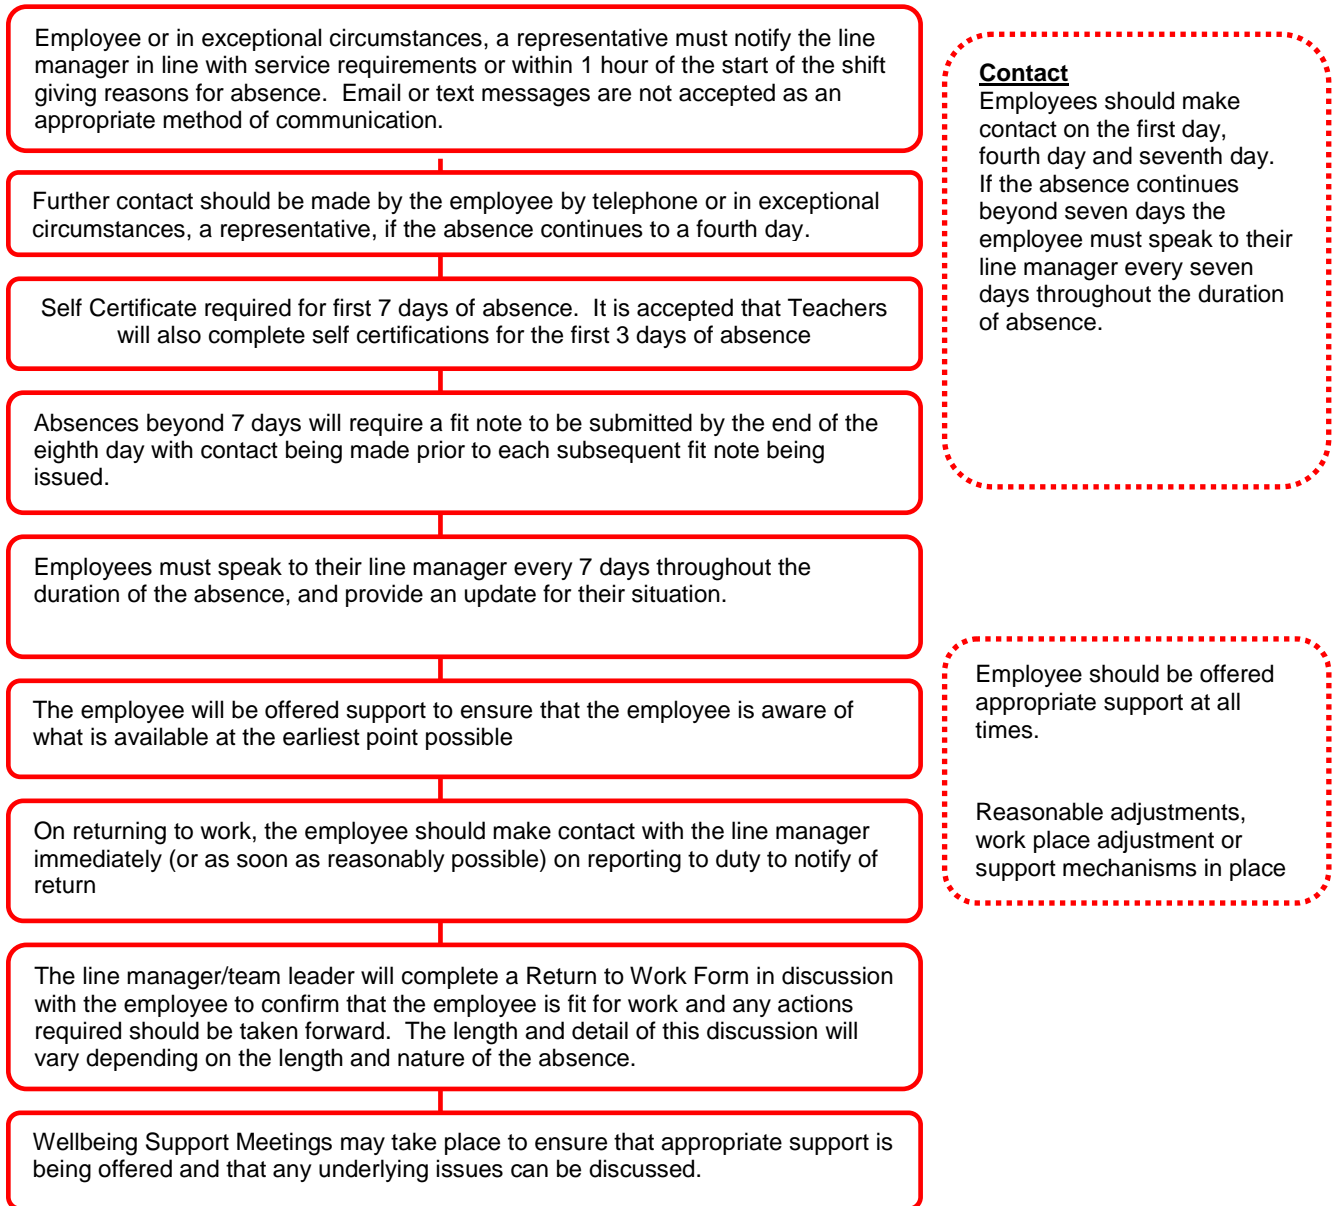 Employee or in exceptional circumstances, a representative must notify the line
manager in line with service requirements or within 1 hour of the start of the shift
giving reasons for absence.  Email or text messages are not accepted as an
appropriate method of communication.
Further contact should be made by the employee by telephone or in exceptional
circumstances, a representative, if the absence continues to a fourth day.
Self Certificate required for first 7 days of absence.  It is accepted that Teachers
will also complete self certifications for the first 3 days of absence
Absences beyond 7 days will require a fit note to be submitted by the end of the
eighth day with contact being made prior to each subsequent fit note being
issued.
Employees must speak to their line manager every 7 days throughout the
duration of the absence, and provide an update for their situation.
The employee will be offered support to ensure that the employee is aware of
what is available at the earliest point possible
On returning to work, the employee should make contact with the line manager
immediately (or as soon as reasonably possible) on reporting to duty to notify of
return
The line manager/team leader will complete a Return to Work Form in discussion
with the employee to confirm that the employee is fit for work and any actions
required should be taken forward.  The length and detail of this discussion will
vary depending on the length and nature of the absence.
Wellbeing Support Meetings may take place to ensure that appropriate support is
being offered and that any underlying issues can be discussed.
Contact
Employees should make
contact on the first day,
fourth day and seventh day.
If the absence continues
beyond seven days the
employee must speak to their
line manager every seven
days throughout the duration
of absence.
Employee should be offered
appropriate support at all
times.
Reasonable adjustments,
work place adjustment or
support mechanisms in place